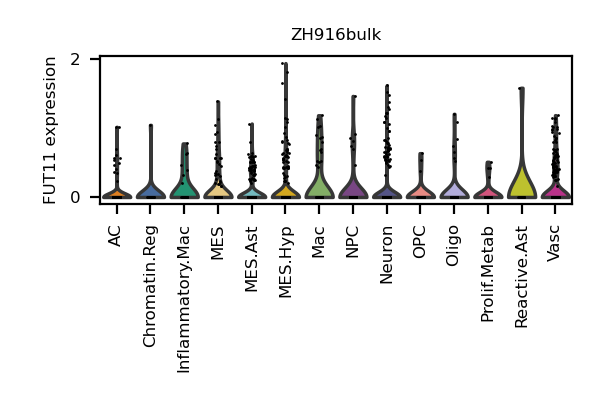 ZH916bulk
FUT11 expression
2
0
AC
Chromatin.Reg
Inflammatory.Mac
MES
MES.Ast
MES.Hyp
Mac
NPC
Neuron
OPC
Oligo
Prolif.Metab
Reactive.Ast
Vasc